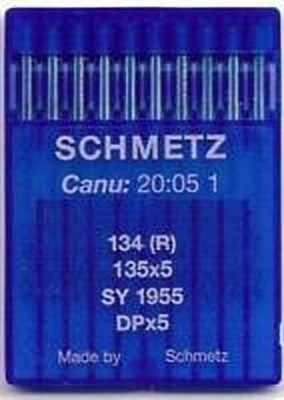 SCHMETZ
Canu: 20:05 1
134 (R)
135x5
SY 1955
DPx5
Made by Schmetz